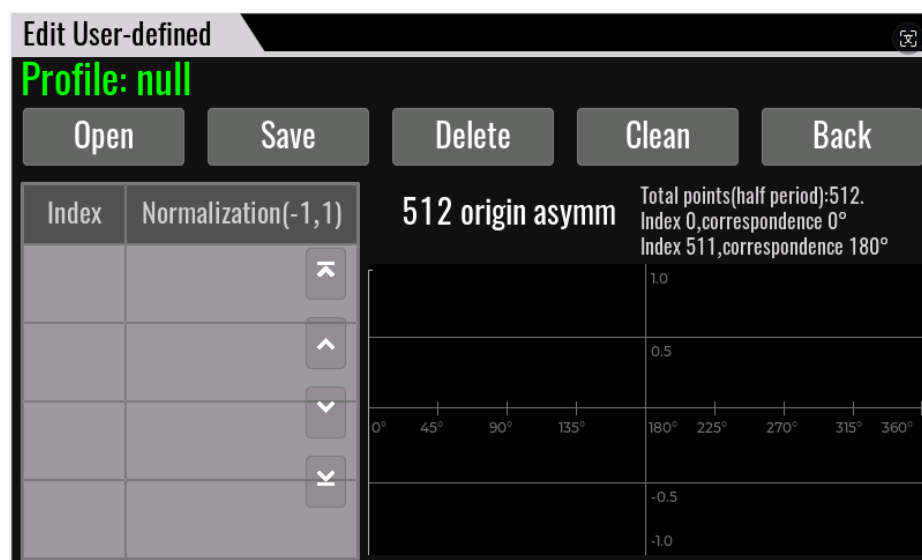 Edit User-defined
Profile: null
Open Save Delete Clean Back
Index Normalization(-1,1)
512 origin asymm
Total points(half period):512.
Index 0,correspondence 0°
Index 511,correspondence 180°
1.0
0.5
0° 45° 90° 135° 180° 225° 270° 315° 360°
-0.5
-1.0